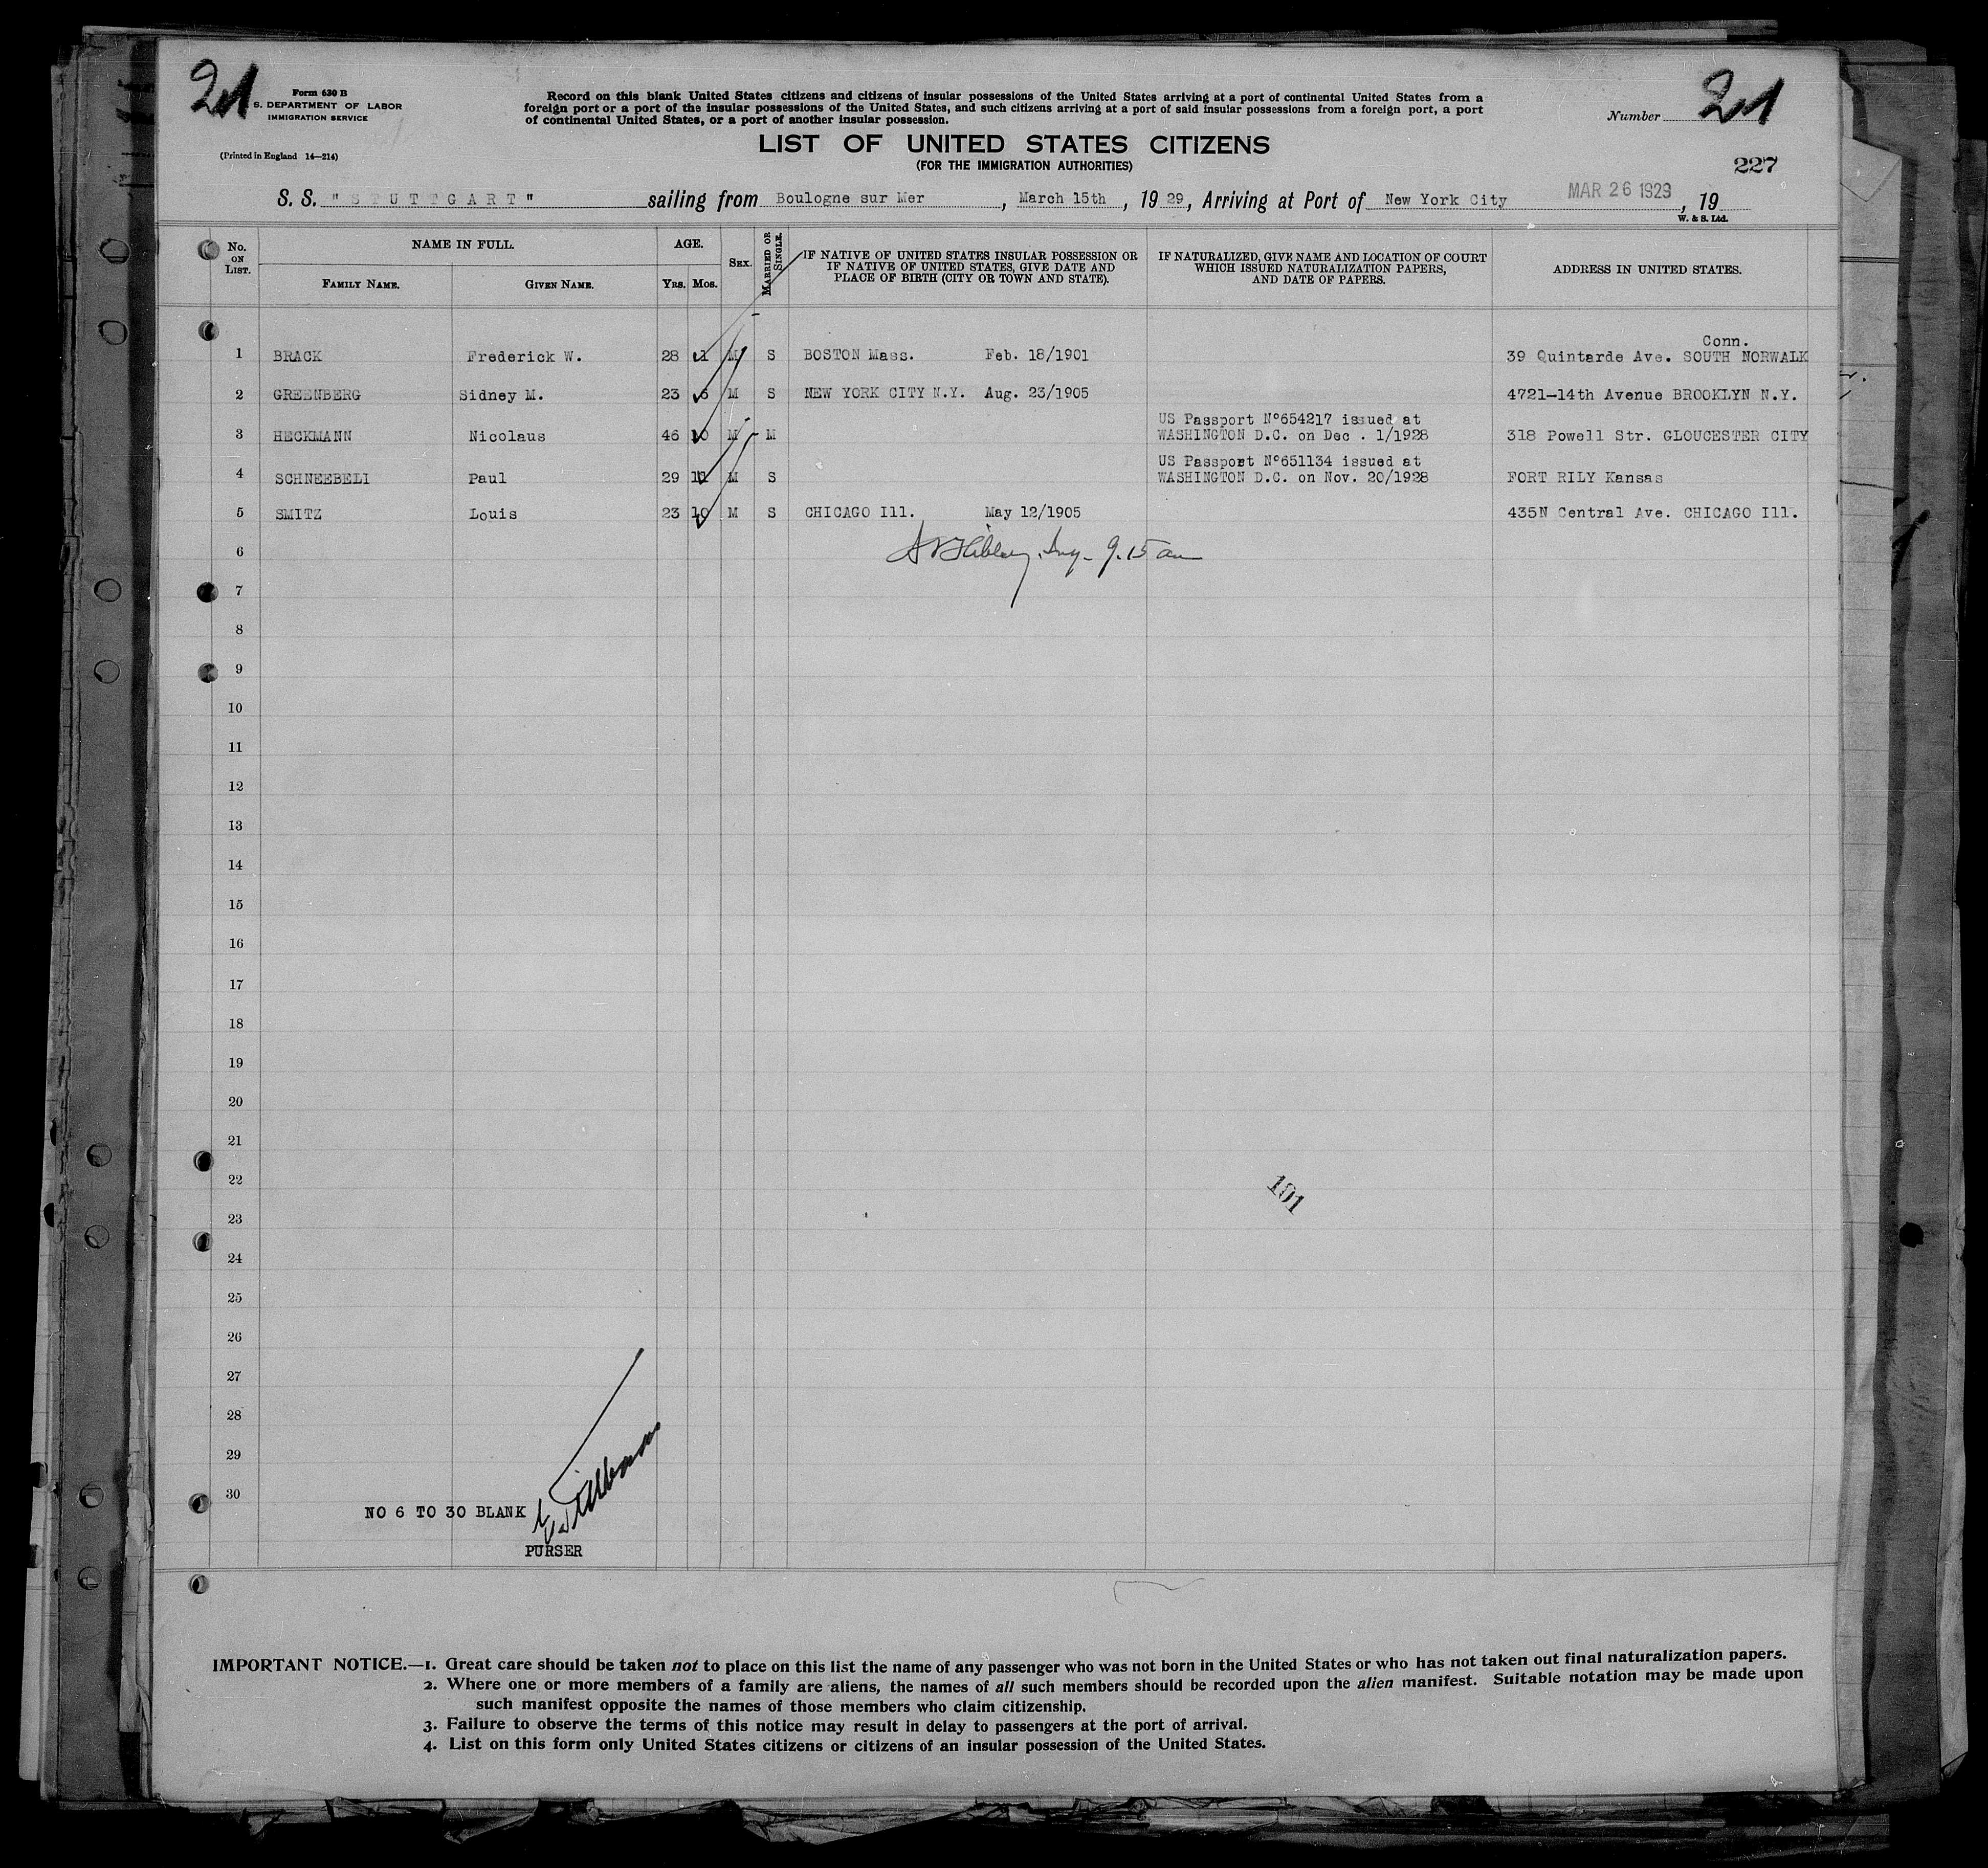 21
Form 630 B
S. DEPARTMENT OF LABOR
IMMIGRATION SERVICE
(Printed in England 14—214)
Record on this blank United States citizens and citizens of insular possessions of the United States arriving at a port of continental United States from a
foreign port or a port of the insular possessions of the United States, and such citizens arriving at a port of said insular possessions from a foreign port, a port
of continental United States, or a port of another insular possession.
LIST OF UNITED STATES CITIZENS
(FOR THE IMMIGRATION AUTHORITIES)
Number 21
227
S. S. "STUTTGART" sailing from Boulogne sur Mer, March 15th, 1929, Arriving at Port of New York City MAR 26 1929, 19
W. & S. Ltd.
No. ON LIST. NAME IN FULL. AGE. SEX. MARRIED OR SINGLE. IF NATIVE OF UNITED STATES INSULAR POSSESSION OR IF NATIVE OF UNITED STATES, GIVE DATE AND PLACE OF BIRTH (CITY OR TOWN AND STATE). IF NATURALIZED, GIVE NAME AND LOCATION OF COURT WHICH ISSUED NATURALIZATION PAPERS, AND DATE OF PAPERS. ADDRESS IN UNITED STATES.
FAMILY NAME. GIVEN NAME. YRS. MOS.
Conn.
1 BRACK Frederick W. 28 1 M S BOSTON Mass. Feb. 18/1901 39 Quintarde Ave. SOUTH NORWALK
2 GREENBERG Sidney M. 23 6 M S NEW YORK CITY N.Y. Aug. 23/1905 4721-14th Avenue BROOKLYN N.Y.
US Passport Nº654217 issued at
3 HECKMANN Nicolaus 46 10 M M WASHINGTON D.C. on Dec . 1/1928 318 Powell Str. GLOUCESTER CITY
US Passport Nº651134 issued at
4 SCHNEEBELI Paul 29 11 M S WASHINGTON D.C. on Nov. 20/1928 FORT RILY Kansas
5 SMITZ Louis 23 10 M S CHICAGO Ill. May 12/1905 435N Central Ave. CHICAGO Ill.
6 9.15 am
7
8
9
10
11
12
13
14
15
16
17
18
19
20
21
22
101
23
24
25
26
27
28
29
30
NO 6 TO 30 BLANK
PURSER
IMPORTANT NOTICE.—1. Great care should be taken not to place on this list the name of any passenger who was not born in the United States or who has not taken out final naturalization papers.
2. Where one or more members of a family are aliens, the names of all such members should be recorded upon the alien manifest. Suitable notation may be made upon
such manifest opposite the names of those members who claim citizenship.
3. Failure to observe the terms of this notice may result in delay to passengers at the port of arrival.
4. List on this form only United States citizens or citizens of an insular possession of the United States.